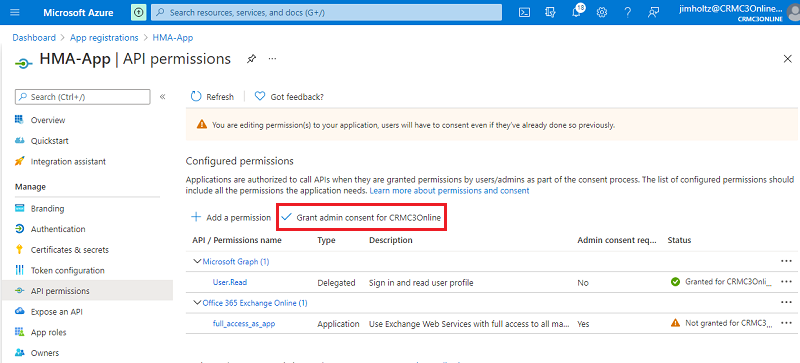 Microsoft Azure
Search resources, services, and docs (G+/)
18
jimholtz@CRMC3Online...
CRMC3ONLINE
Dashboard > App registrations > HMA-App
HMA-App | API permissions
Search (Ctrl+/)
Overview
Quickstart
Integration assistant
Manage
Branding
Authentication
Certificates & secrets
Token configuration
API permissions
Expose an API
App roles
Owners
Refresh
Got feedback?
You are editing permission(s) to your application, users will have to consent even if they've already done so previously.
Configured permissions
Applications are authorized to call APIs when they are granted permissions by users/admins as part of the consent process. The list of configured permissions should
include all the permissions the application needs. Learn more about permissions and consent
Add a permission
Grant admin consent for CRMC3Online
API / Permissions name Type Description Admin consent req... Status
Microsoft Graph (1)
User.Read Delegated Sign in and read user profile No Granted for CRMC3Onli...
Office 365 Exchange Online (1)
full_access_as_app Application Use Exchange Web Services with full access to all ma... Yes Not granted for CRMC3...